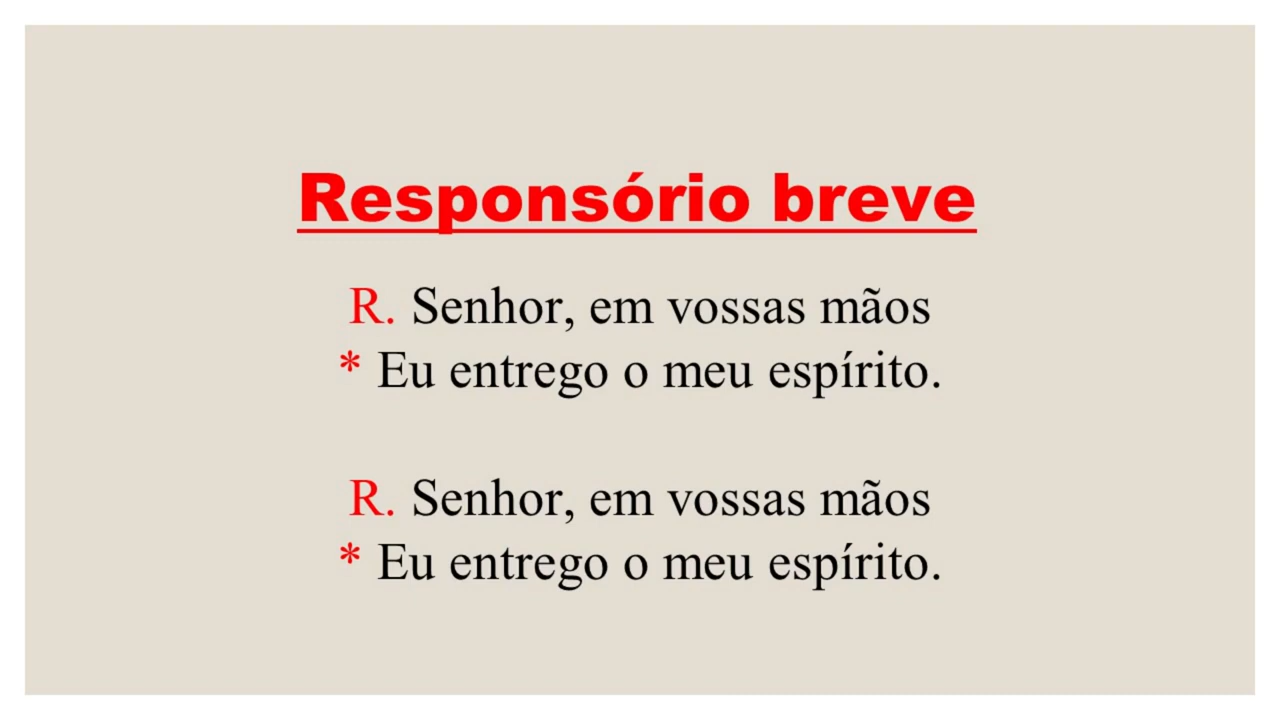 Responsório breve
R. Senhor, em vossas mãos
* Eu entrego o meu espírito.
R. Senhor, em vossas mãos
* Eu entrego o meu espírito.